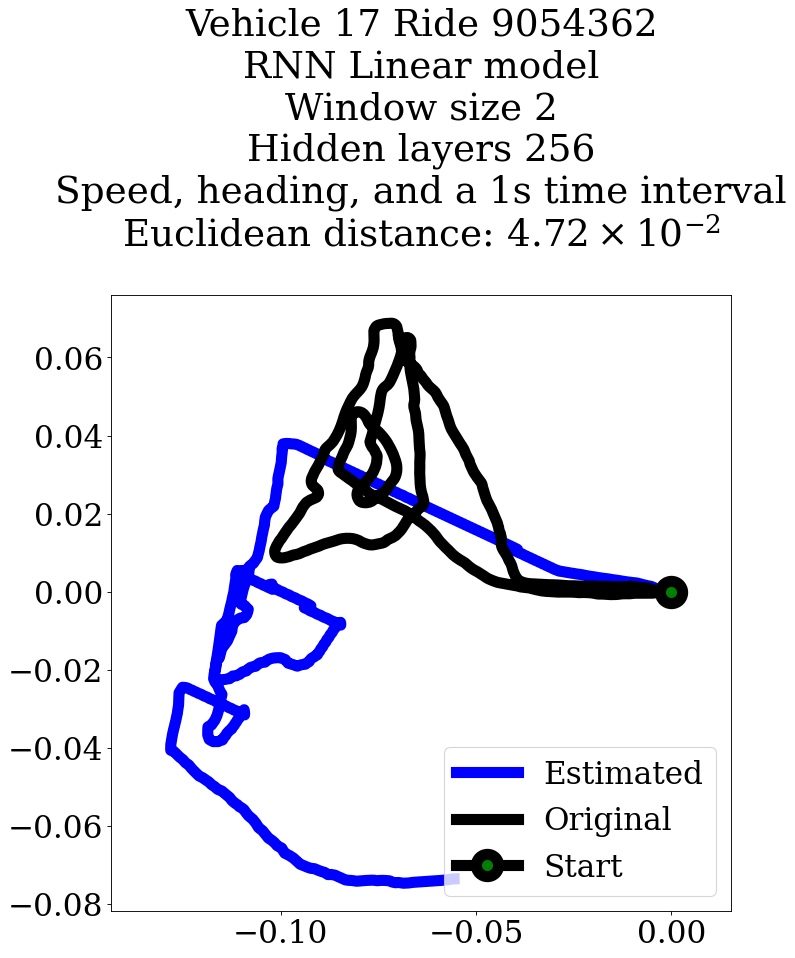 Vehicle 17 Ride 9054362
RNN Linear model
Window size 2
Hidden layers 256
Speed, heading, and a 1s time interval
Euclidean distance: 4.72 × 10⁻²
0.06
0.04
0.02
0.00
−0.02
−0.04
−0.06
−0.08
Estimated
Original
Start
−0.10
−0.05
0.00